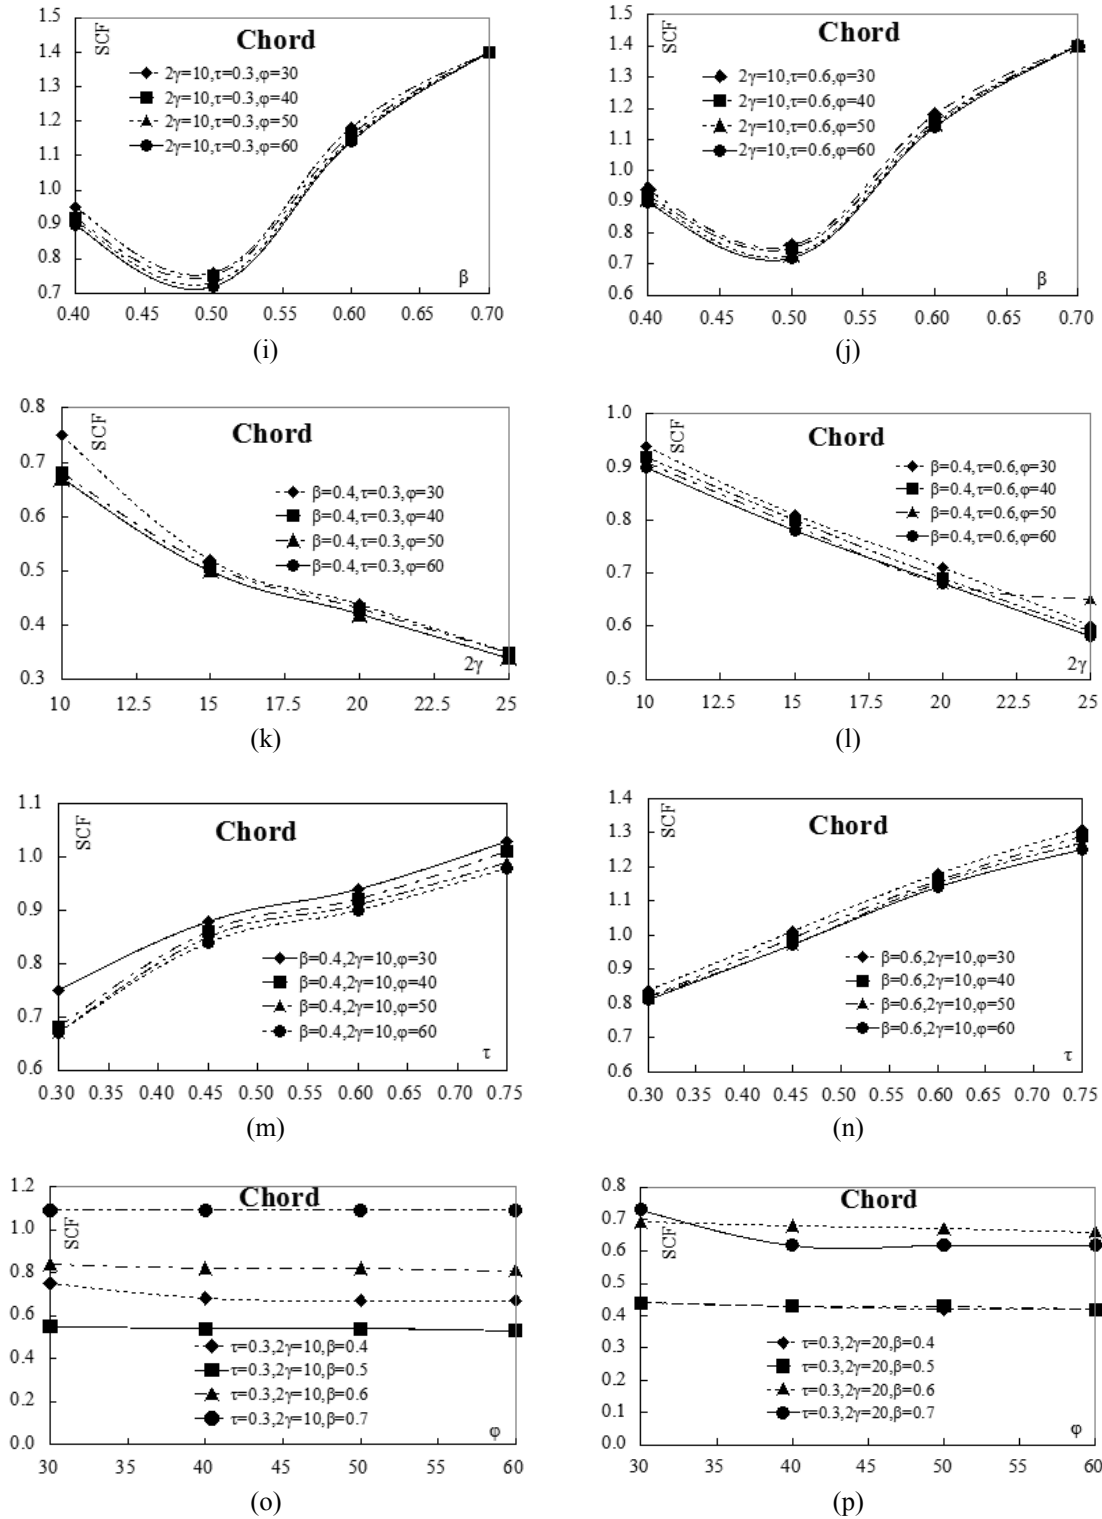 SCF
Chord
2γ=10,τ=0.3,φ=30
2γ=10,τ=0.3,φ=40
2γ=10,τ=0.3,φ=50
2γ=10,τ=0.3,φ=60
1.5
1.4
1.3
1.2
1.1
1.0
0.9
0.8
0.7
β
0.40 0.45 0.50 0.55 0.60 0.65 0.70
(i)
SCF
Chord
2γ=10,τ=0.6,φ=30
2γ=10,τ=0.6,φ=40
2γ=10,τ=0.6,φ=50
2γ=10,τ=0.6,φ=60
1.5
1.4
1.3
1.2
1.1
1.0
0.9
0.8
0.7
0.6
β
0.40 0.45 0.50 0.55 0.60 0.65 0.70
(j)
SCF
Chord
β=0.4,τ=0.3,φ=30
β=0.4,τ=0.3,φ=40
β=0.4,τ=0.3,φ=50
β=0.4,τ=0.3,φ=60
0.8
0.7
0.6
0.5
0.4
0.3
2γ
10 12.5 15 17.5 20 22.5 25
(k)
SCF
Chord
β=0.4,τ=0.6,φ=30
β=0.4,τ=0.6,φ=40
β=0.4,τ=0.6,φ=50
β=0.4,τ=0.6,φ=60
1.0
0.9
0.8
0.7
0.6
0.5
2γ
10 12.5 15 17.5 20 22.5 25
(l)
SCF
Chord
β=0.4,2γ=10,φ=30
β=0.4,2γ=10,φ=40
β=0.4,2γ=10,φ=50
β=0.4,2γ=10,φ=60
1.1
1.0
0.9
0.8
0.7
0.6
τ
0.30 0.35 0.40 0.45 0.50 0.55 0.60 0.65 0.70 0.75
(m)
SCF
Chord
β=0.6,2γ=10,φ=30
β=0.6,2γ=10,φ=40
β=0.6,2γ=10,φ=50
β=0.6,2γ=10,φ=60
1.4
1.3
1.2
1.1
1.0
0.9
0.8
0.6
τ
0.30 0.35 0.40 0.45 0.50 0.55 0.60 0.65 0.70 0.75
(n)
SCF
Chord
τ=0.3,2γ=10,β=0.4
τ=0.3,2γ=10,β=0.5
τ=0.3,2γ=10,β=0.6
τ=0.3,2γ=10,β=0.7
1.2
1.0
0.8
0.6
0.4
0.2
0.0
φ
30 35 40 45 50 55 60
(o)
SCF
Chord
τ=0.3,2γ=20,β=0.4
τ=0.3,2γ=20,β=0.5
τ=0.3,2γ=20,β=0.6
τ=0.3,2γ=20,β=0.7
0.8
0.7
0.6
0.5
0.4
0.3
0.2
0.1
0.0
φ
30 35 40 45 50 55 60
(p)